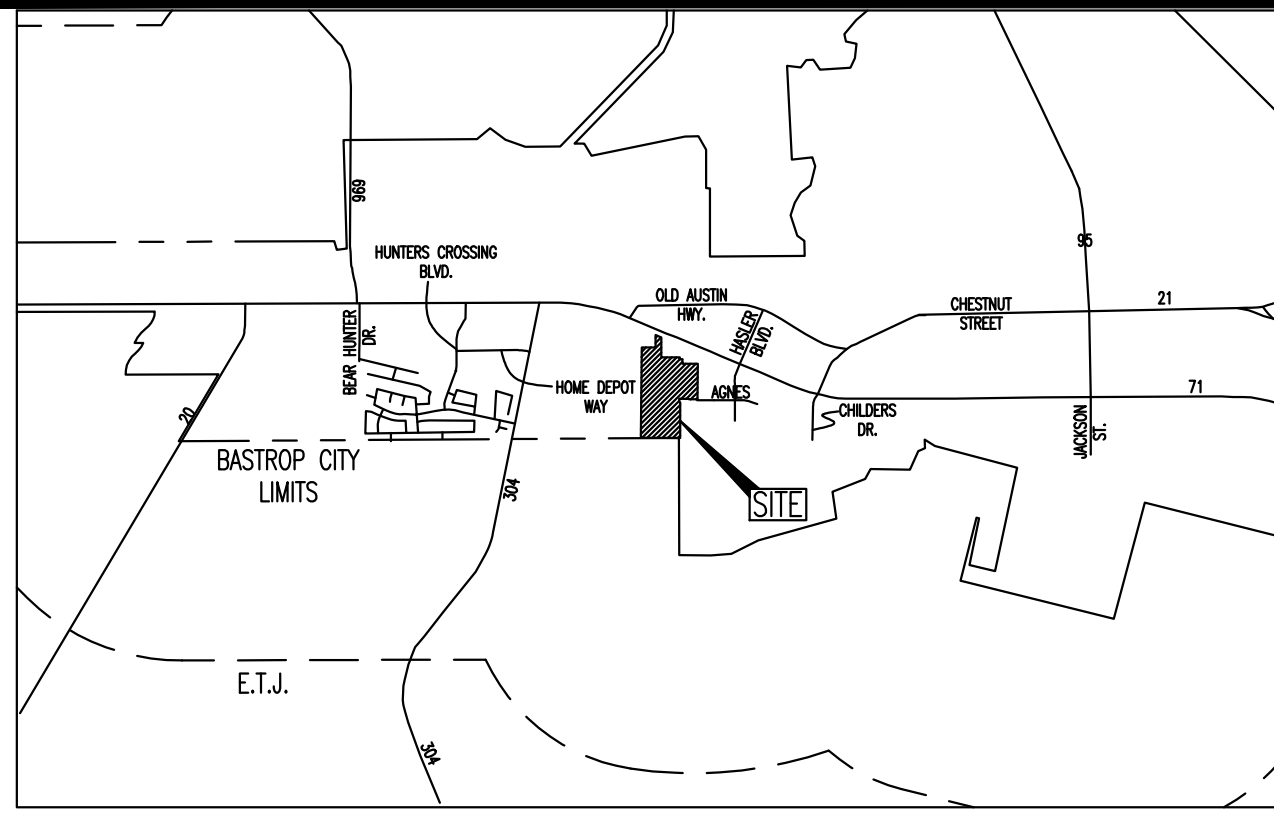 969
HUNTERS CROSSING
BLVD.
95
OLD AUSTIN
HWY.
CHESTNUT
STREET
21
BEAR HUNTER
DR.
HASLER
BLVD.
HOME DEPOT
WAY
AGNES
71
20
CHILDERS
DR.
JACKSON
ST.
BASTROP CITY
LIMITS
304
SITE
E.T.J.
304